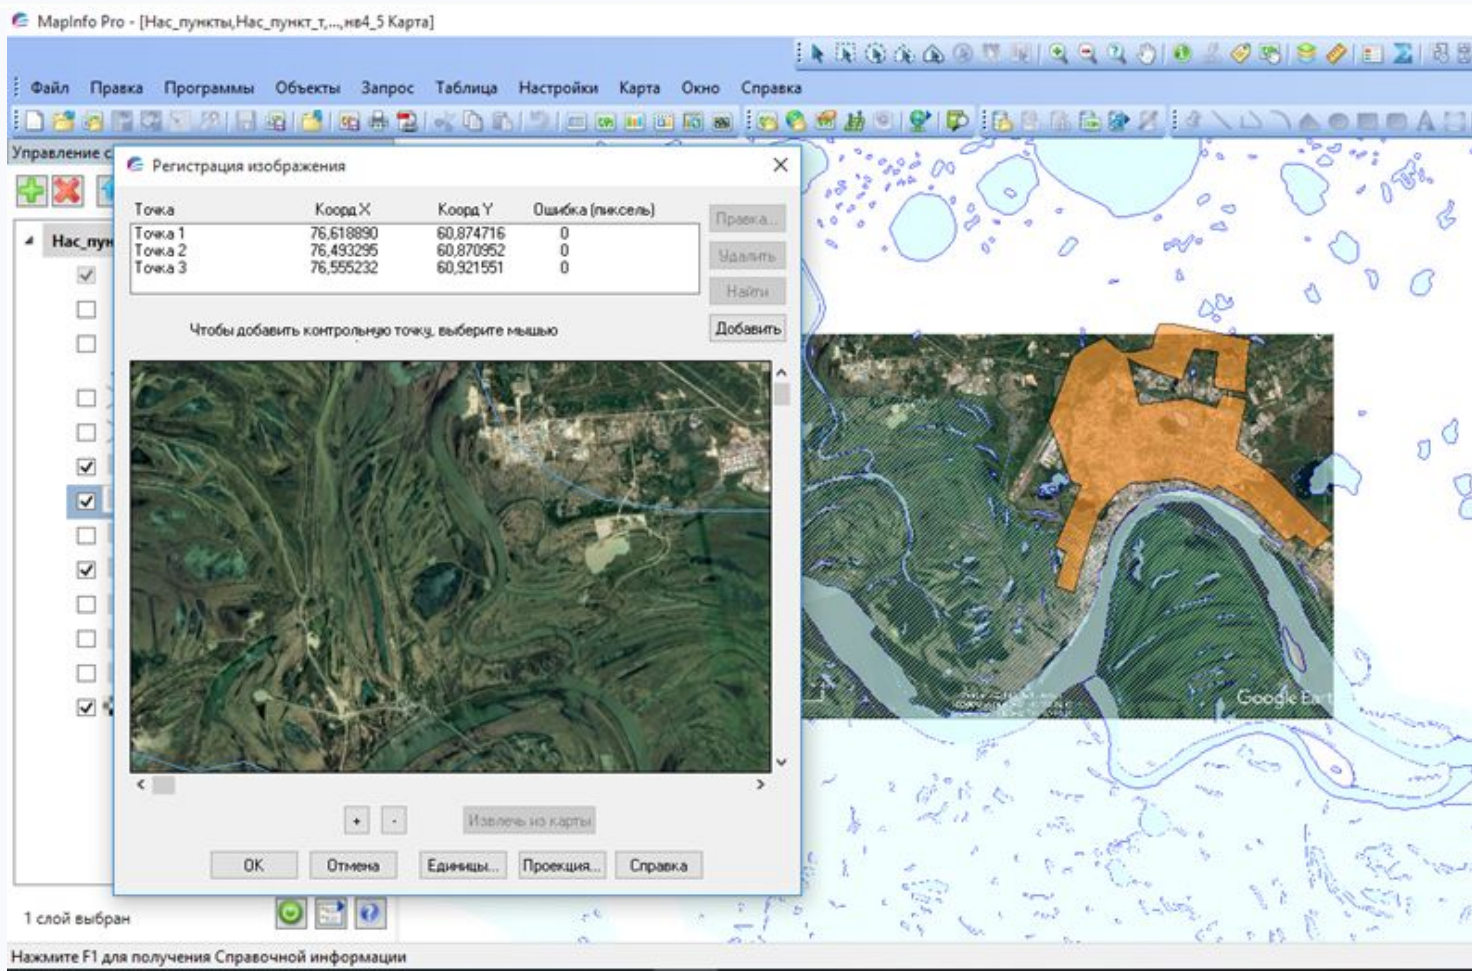 MapInfo Pro - [Нас_пункты,Нас_пункт_т,...,нв4_5 Карта]
Файл Правка Программы Объекты Запрос Таблица Настройки Карта Окно Справка
Управление с
Регистрация изображения
Точка Коорд X Коорд Y Ошибка (пиксель)
Точка 1 76,618890 60,874716 0
Точка 2 76,493295 60,870952 0
Точка 3 76,555232 60,921551 0
Правка...
Удалить
Найти
Добавить
Нас_пун
Чтобы добавить контрольную точку, выберите мышью
Google Eart
+ -
Извлечь из карты
ОК Отмена Единицы... Проекция... Справка
1 слой выбран
Нажмите F1 для получения Справочной информации